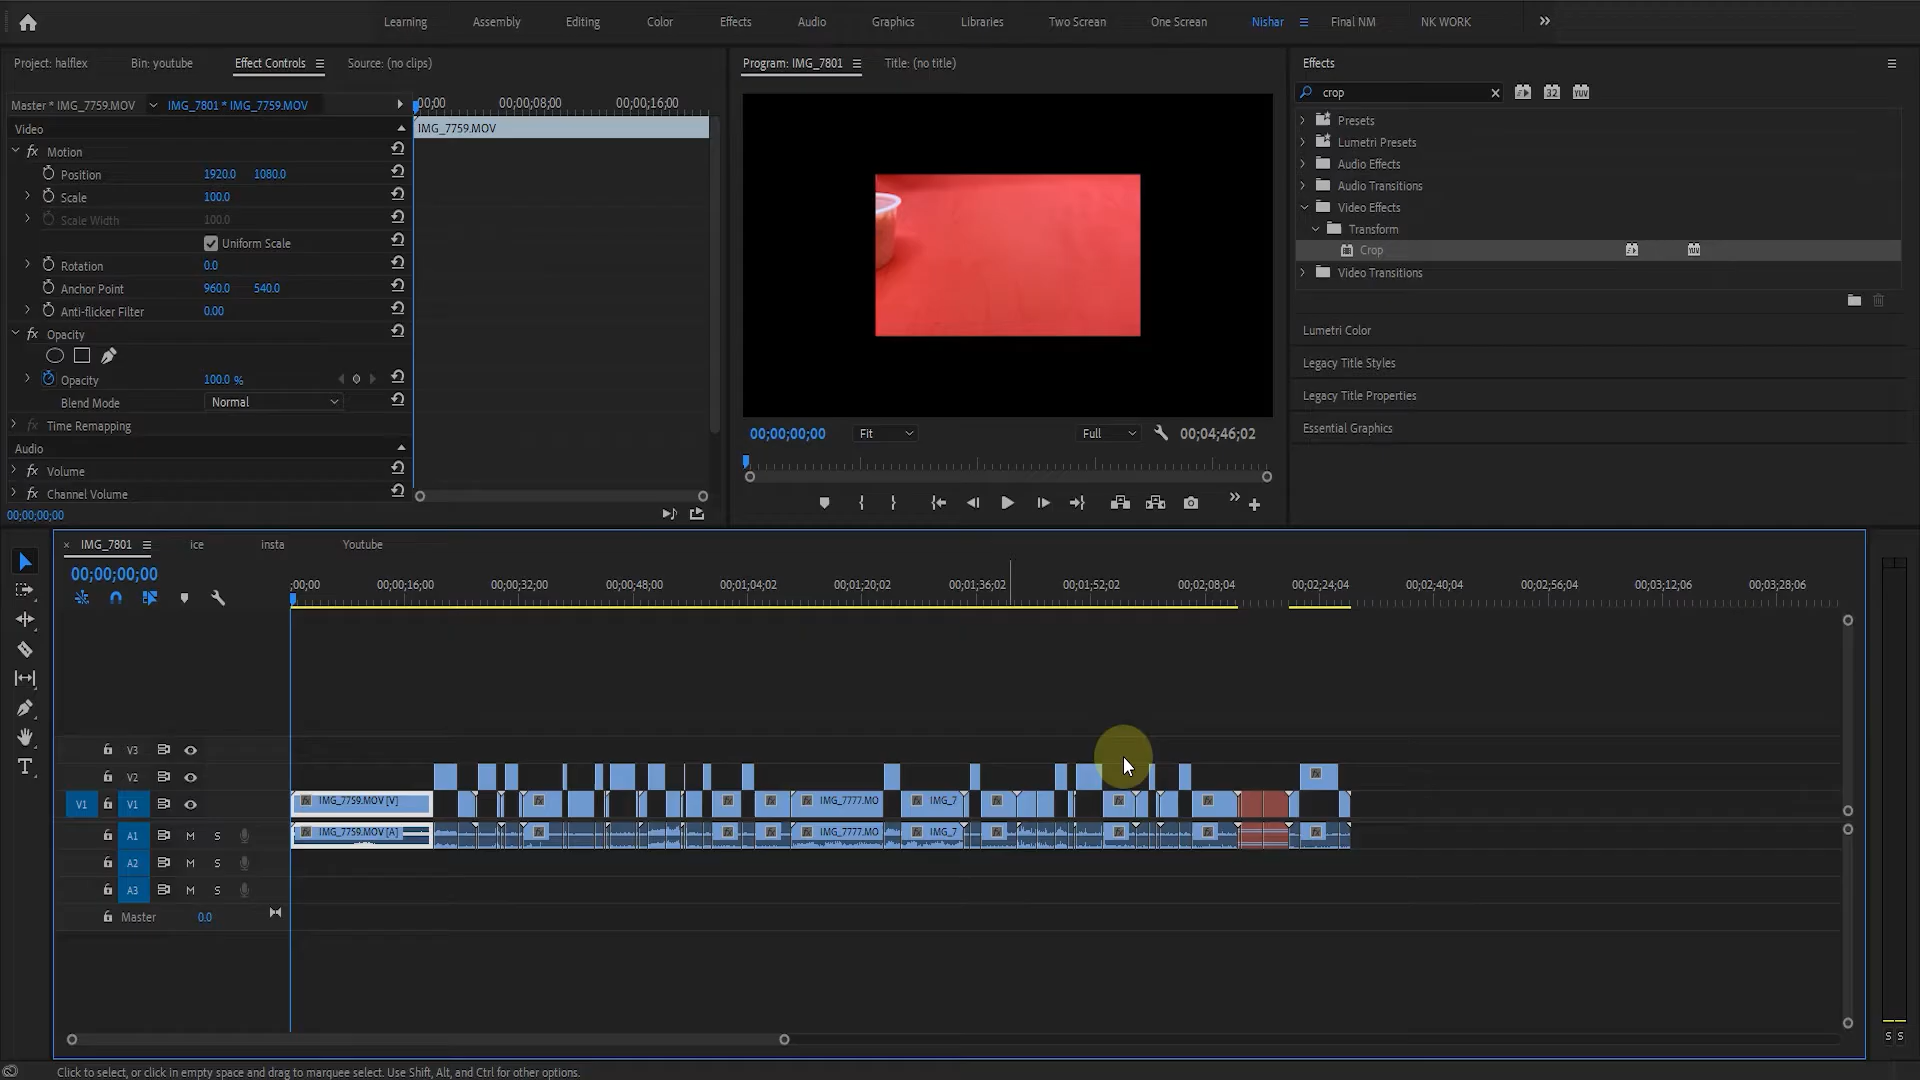 Learning Assembly Editing Color Effects Audio Graphics Libraries Two Screan One Screan Nishar Final NM NK WORK
Project: halflex Bin: youtube Effect Controls Source: (no clips)
Program: IMG_7801 Title: (no title)
Effects
Master * IMG_7759.MOV IMG_7801 * IMG_7759.MOV
00;00 00;00;08;00 00;00;16;00
IMG_7759.MOV
Video
Motion
Position 1920.0 1080.0
Scale 100.0
Scale Width 100.0
Uniform Scale
Rotation 0.0
Anchor Point 960.0 540.0
Anti-flicker Filter 0.00
Opacity
Opacity 100.0 %
Blend Mode Normal
Time Remapping
Audio
Volume
Channel Volume
00;00;00;00
00;00;00;00 Fit Full 00;04;46;02
crop
32 YUV
Presets
Lumetri Presets
Audio Effects
Audio Transitions
Video Effects
Transform
Crop
Video Transitions
Lumetri Color
Legacy Title Styles
Legacy Title Properties
Essential Graphics
IMG_7801 ice insta Youtube
00;00;00;00
;00;00 00;00;16;00 00;00;32;00 00;00;48;00 00;01;04;02 00;01;20;02 00;01;36;02 00;01;52;02 00;02;08;04 00;02;24;04 00;02;40;04 00;02;56;04 00;03;12;06 00;03;28;06
V3
V2
V1 V1 IMG_7759.MOV [V] IMG_7777.MO IMG_7
A1 M S IMG_7759.MOV [A] IMG_7777.MO IMG_7
A2 M S
A3 M S
Master 0.0
S S
Click to select, or click in empty space and drag to marquee select. Use Shift, Alt, and Ctrl for other options.